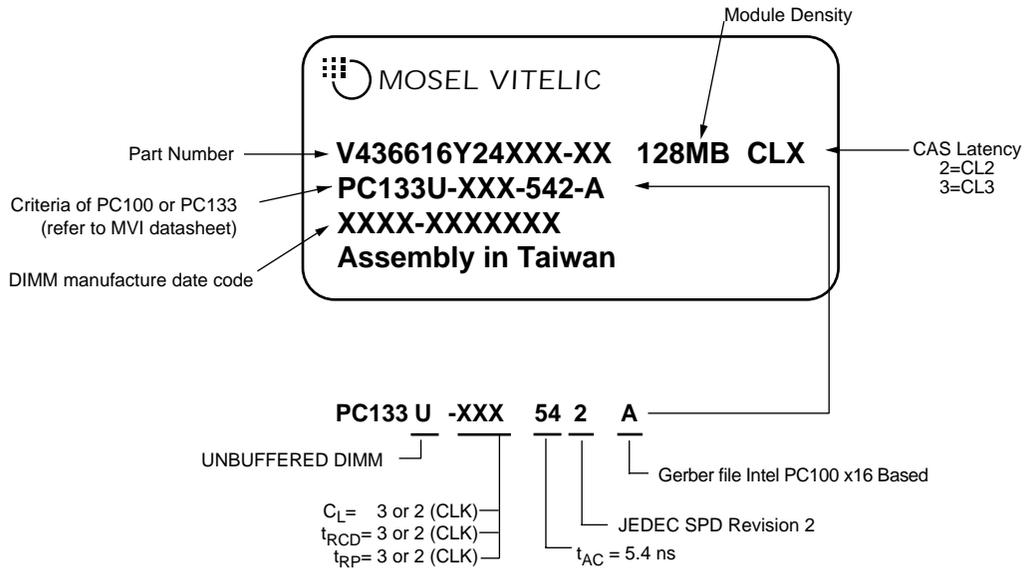 Module Density
MOSEL VITELIC
Part Number
V436616Y24XXX-XX 128MB CLX
CAS Latency
2=CL2
3=CL3
Criteria of PC100 or PC133
(refer to MVI datasheet)
PC133U-XXX-542-A
XXXX-XXXXXXX
DIMM manufacture date code
Assembly in Taiwan
PC133 U -XXX 54 2 A
UNBUFFERED DIMM
Gerber file Intel PC100 x16 Based
CL= 3 or 2 (CLK)
tRCD= 3 or 2 (CLK)
tRP= 3 or 2 (CLK)
JEDEC SPD Revision 2
tAC = 5.4 ns